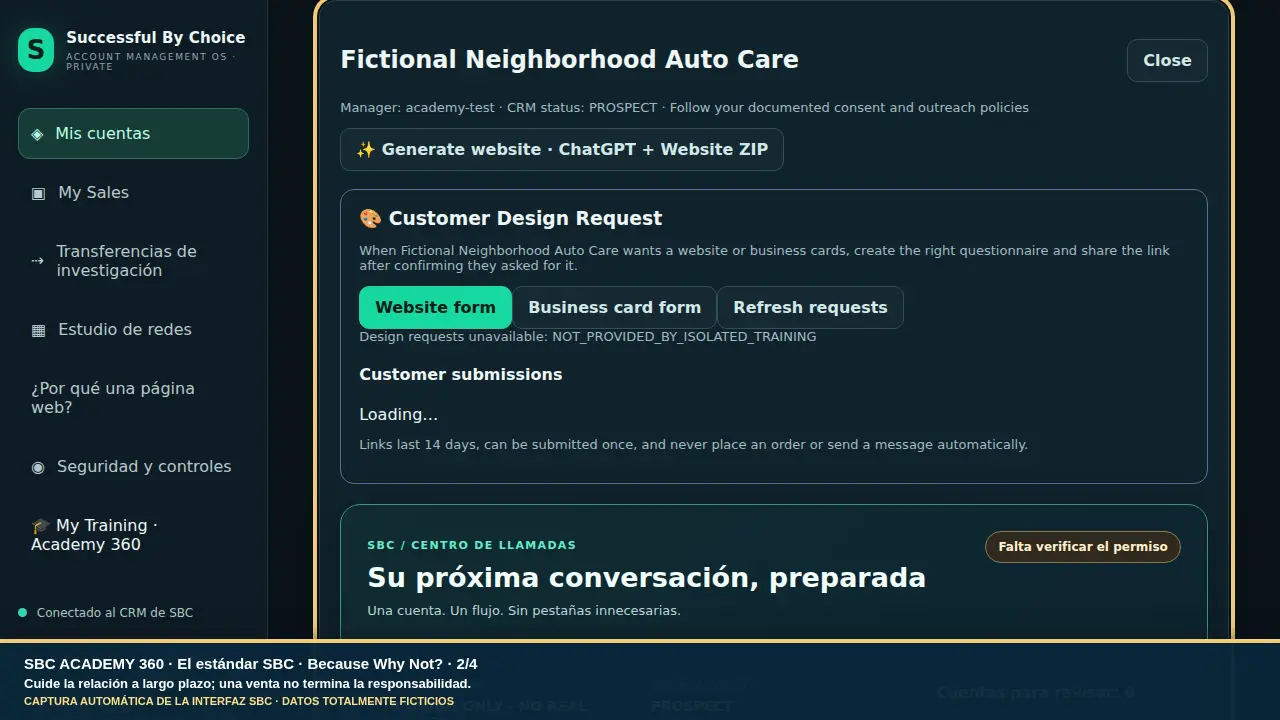 S
Successful By Choice
ACCOUNT MANAGEMENT OS ·
PRIVATE
Mis cuentas
My Sales
Transferencias de
investigación
Estudio de redes
¿Por qué una página
web?
Seguridad y controles
My Training ·
Academy 360
Conectado al CRM de SBC
Fictional Neighborhood Auto Care
Close
Manager: academy-test · CRM status: PROSPECT · Follow your documented consent and outreach policies
✨ Generate website · ChatGPT + Website ZIP
🎨 Customer Design Request
When Fictional Neighborhood Auto Care wants a website or business cards, create the right questionnaire and share the link
after confirming they asked for it.
Website form
Business card form
Refresh requests
Design requests unavailable: NOT_PROVIDED_BY_ISOLATED_TRAINING
Customer submissions
Loading…
Links last 14 days, can be submitted once, and never place an order or send a message automatically.
SBC / CENTRO DE LLAMADAS
Falta verificar el permiso
Su próxima conversación, preparada
Una cuenta. Un flujo. Sin pestañas innecesarias.
SBC ACADEMY 360 · El estándar SBC · Because Why Not? · 2/4
Cuide la relación a largo plazo; una venta no termina la responsabilidad.
CAPTURA AUTOMÁTICA DE LA INTERFAZ SBC · DATOS TOTALMENTE FICTICIOS
ONLY - NO REAL
PROSPECT
Cuentas para revisar: 6